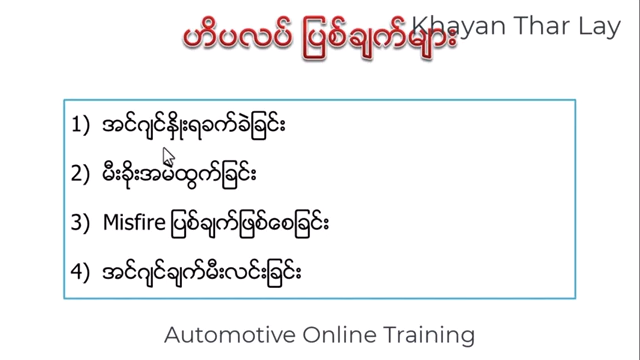 ဟီပလပ် ပြစ်ချက်များ
Khayan Thar Lay
1) အင်ဂျင်နှိုးရခက်ခဲခြင်း
2) မီးခိုးအမဲထွက်ခြင်း
3) Misfire ပြစ်ချက်ဖြစ်စေခြင်း
4) အင်ဂျင်ချက်မီးလင်းခြင်း
Automotive Online Training